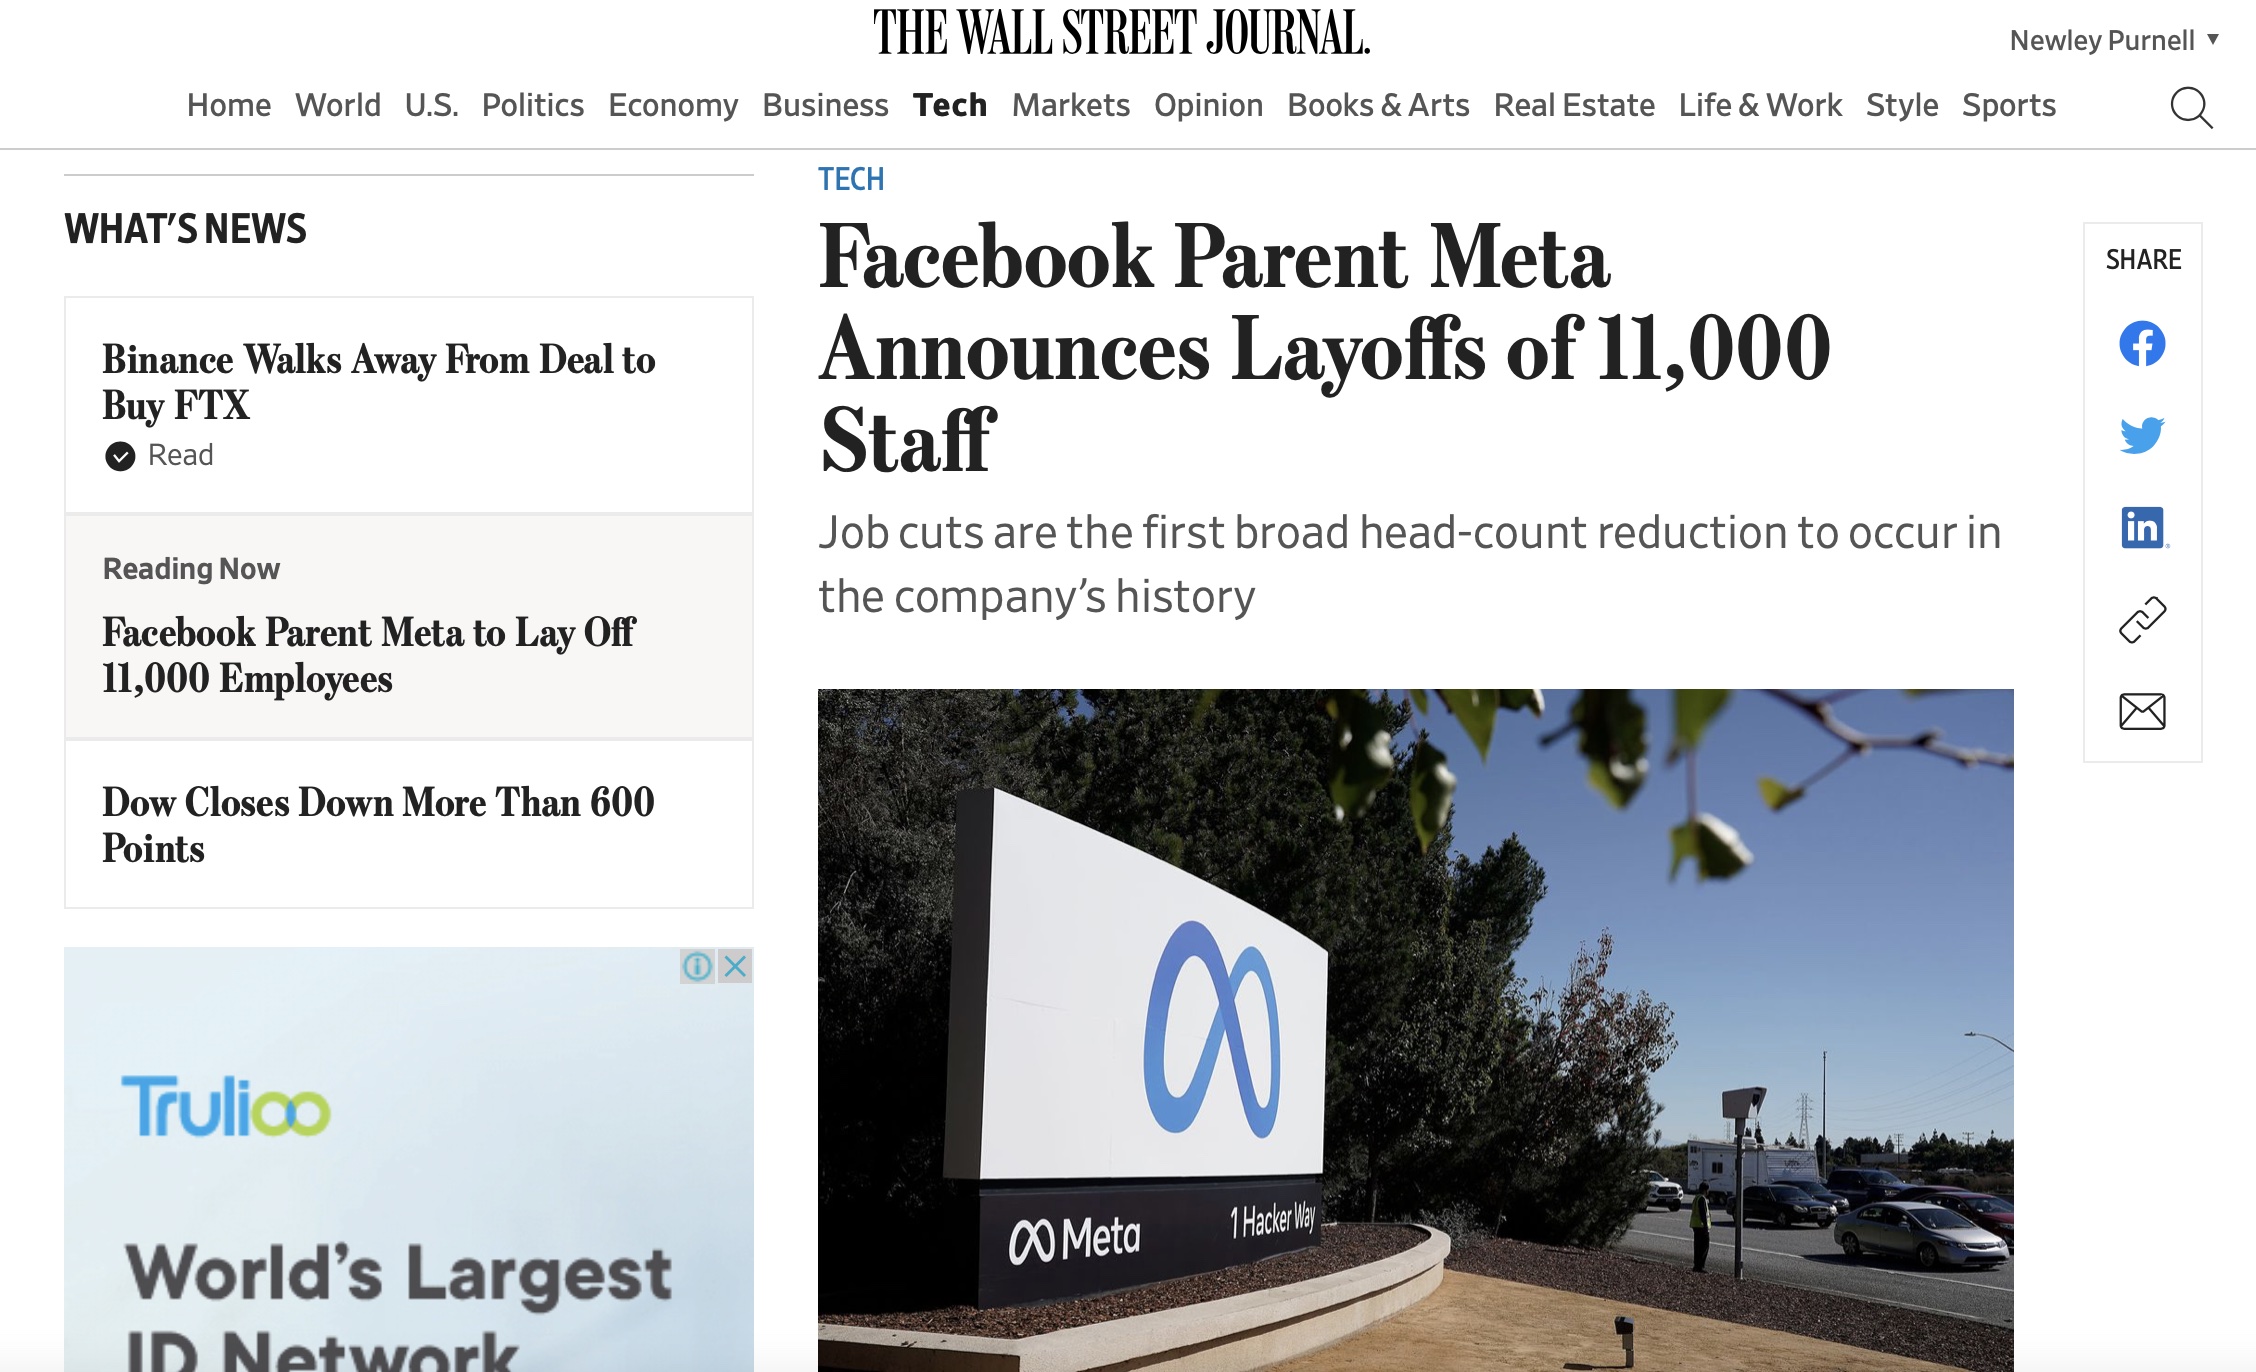 THE WALL STREET JOURNAL.
Newley Purnell
Home World U.S. Politics Economy Business Tech Markets Opinion Books & Arts Real Estate Life & Work Style Sports
WHAT'S NEWS
Binance Walks Away From Deal to
Buy FTX
Read
Reading Now
Facebook Parent Meta to Lay Off
11,000 Employees
Dow Closes Down More Than 600
Points
Trulioo
World's Largest
ID Network
TECH
Facebook Parent Meta
Announces Layoffs of 11,000
Staff
Job cuts are the first broad head-count reduction to occur in
the company's history
Meta
1 Hacker Way
SHARE
in